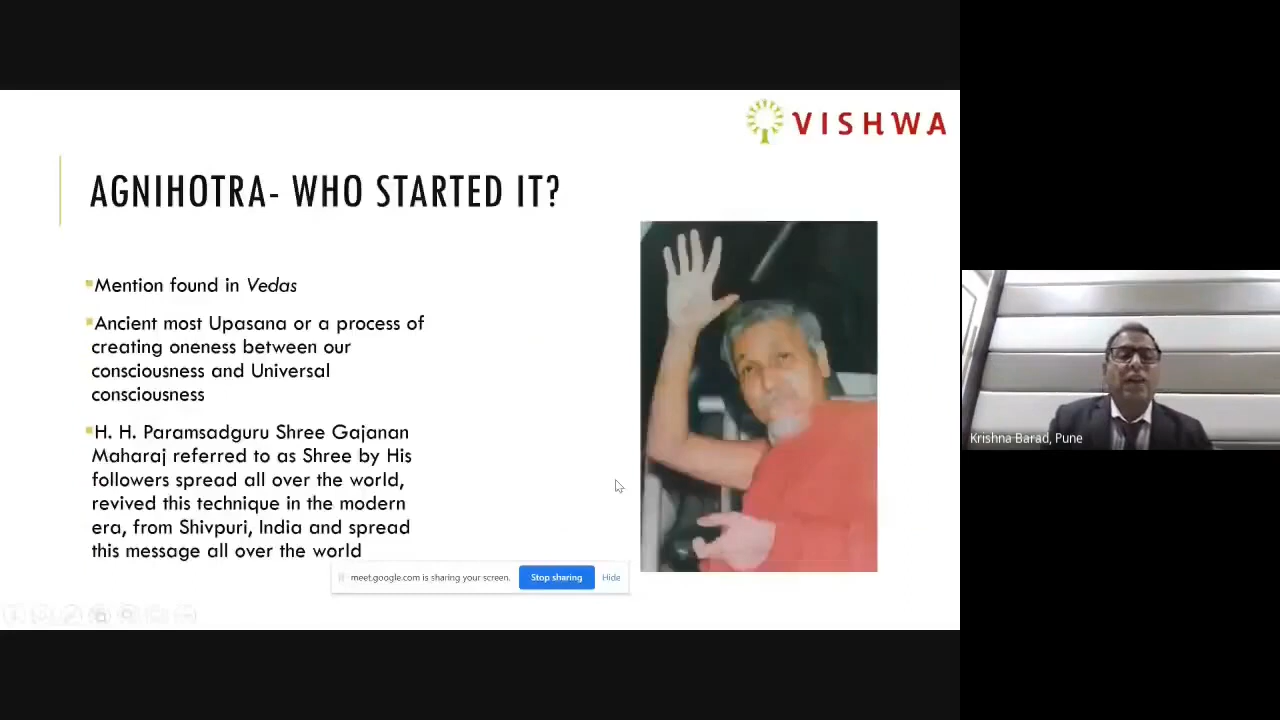 VISHWA
AGNIHOTRA- WHO STARTED IT?
Mention found in Vedas
Ancient most Upasana or a process of
creating oneness between our
consciousness and Universal
consciousness
H. H. Paramsadguru Shree Gajanan
Maharaj referred to as Shree by His
followers spread all over the world,
revived this technique in the modern
era, from Shivpuri, India and spread
this message all over the world
meet.google.com is sharing your screen. Stop sharing Hide
Krishna Barad, Pune